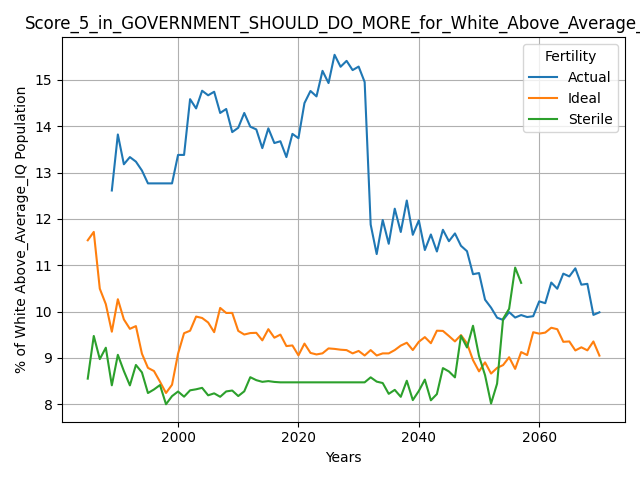 Score_5_in_GOVERNMENT_SHOULD_DO_MORE_for_White_Above_Average_
Fertility
Actual
Ideal
Sterile
% of White Above_Average_IQ Population
15
14
13
12
11
10
9
8
2000 2020 2040 2060
Years